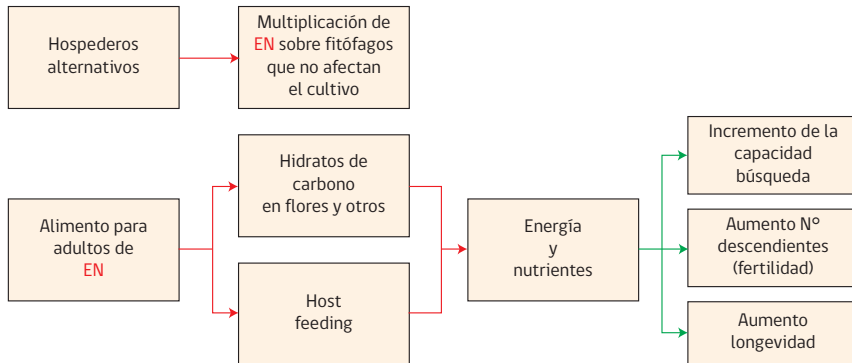 Hospederos
alternativos
Multiplicación de
EN sobre fitófagos
que no afectan
el cultivo
Alimento para
adultos de
EN
Hidratos de
carbono
en flores y otros
Host
feeding
Energía
y
nutrientes
Incremento de la
capacidad
búsqueda
Aumento N°
descendientes
(fertilidad)
Aumento
longevidad